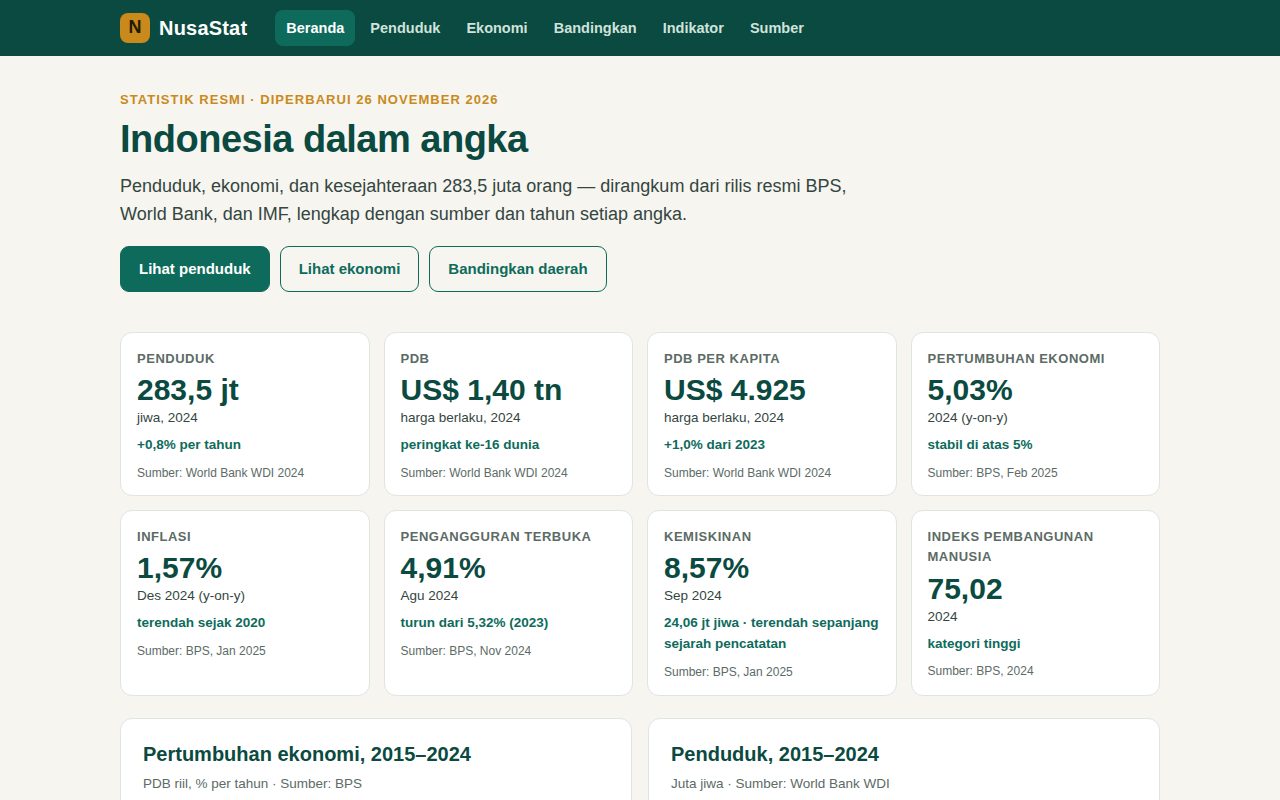 N NusaStat Beranda Penduduk Ekonomi Bandingkan Indikator Sumber
STATISTIK RESMI · DIPERBARUI 26 NOVEMBER 2026
Indonesia dalam angka
Penduduk, ekonomi, dan kesejahteraan 283,5 juta orang — dirangkum dari rilis resmi BPS,
World Bank, dan IMF, lengkap dengan sumber dan tahun setiap angka.
Lihat penduduk Lihat ekonomi Bandingkan daerah
PENDUDUK
283,5 jt
jiwa, 2024
+0,8% per tahun
Sumber: World Bank WDI 2024
PDB
US$ 1,40 tn
harga berlaku, 2024
peringkat ke-16 dunia
Sumber: World Bank WDI 2024
PDB PER KAPITA
US$ 4.925
harga berlaku, 2024
+1,0% dari 2023
Sumber: World Bank WDI 2024
PERTUMBUHAN EKONOMI
5,03%
2024 (y-on-y)
stabil di atas 5%
Sumber: BPS, Feb 2025
INFLASI
1,57%
Des 2024 (y-on-y)
terendah sejak 2020
Sumber: BPS, Jan 2025
PENGANGGURAN TERBUKA
4,91%
Agu 2024
turun dari 5,32% (2023)
Sumber: BPS, Nov 2024
KEMISKINAN
8,57%
Sep 2024
24,06 jt jiwa · terendah sepanjang
sejarah pencatatan
Sumber: BPS, Jan 2025
INDEKS PEMBANGUNAN
MANUSIA
75,02
2024
kategori tinggi
Sumber: BPS, 2024
Pertumbuhan ekonomi, 2015–2024
PDB riil, % per tahun · Sumber: BPS
Penduduk, 2015–2024
Juta jiwa · Sumber: World Bank WDI